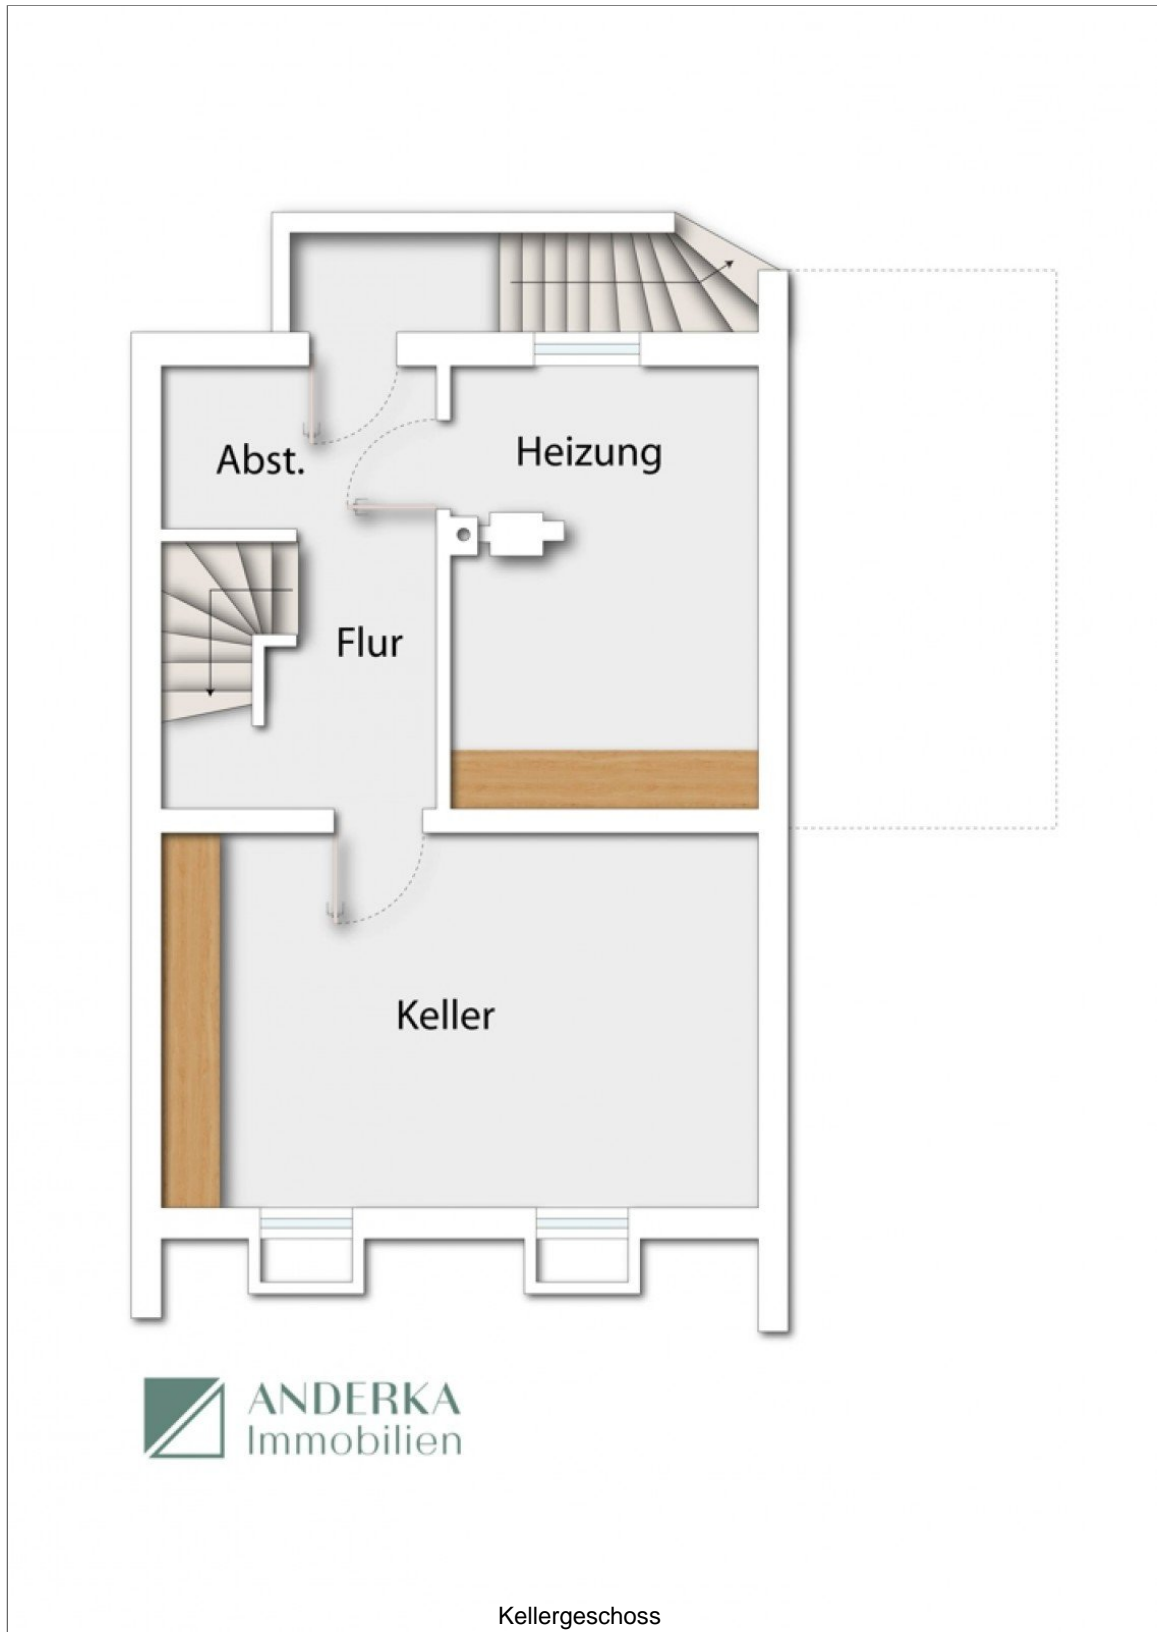 Abst.
Heizung
Flur
Keller
ANDERKA
Immobilien
Kellergeschoss